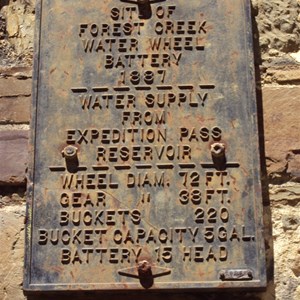 SITE OF
FOREST CREEK
WATER WHEEL
BATTERY
1887
WATER SUPPLY
FROM
EXPEDITION PASS
RESERVOIR
WHEEL DIAM. 72 FT.
GEAR " 38 FT.
BUCKETS 220
BUCKET CAPACITY 5 GAL.
BATTERY 15 HEAD